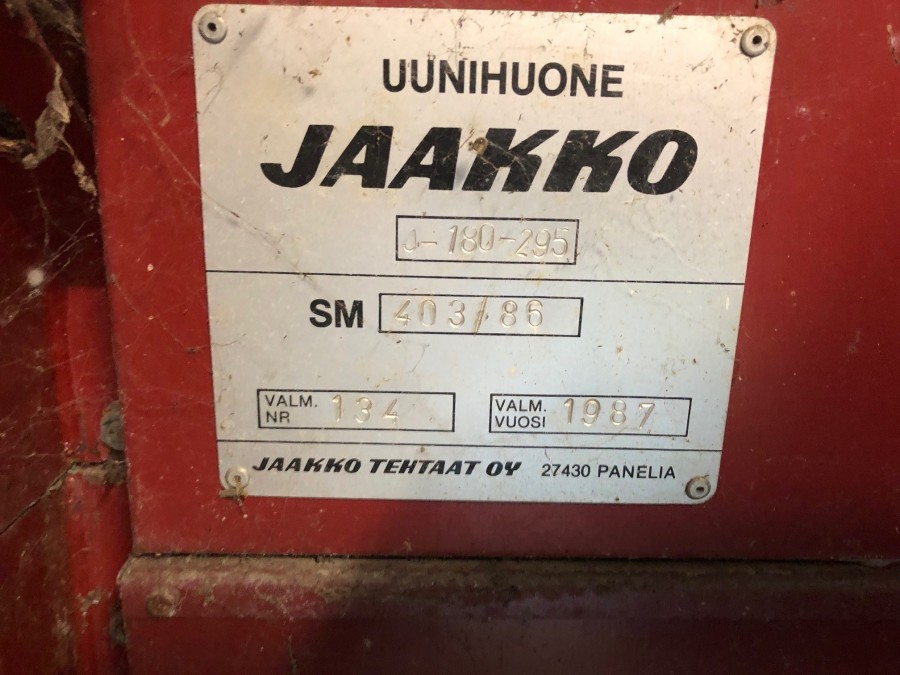 UUNIHUONE
JAAKKO
J-180-295
SM 403/86
VALM. NR 134
VALM. VUOSI 1987
JAAKKO TEHTAAT OY 27430 PANELIA